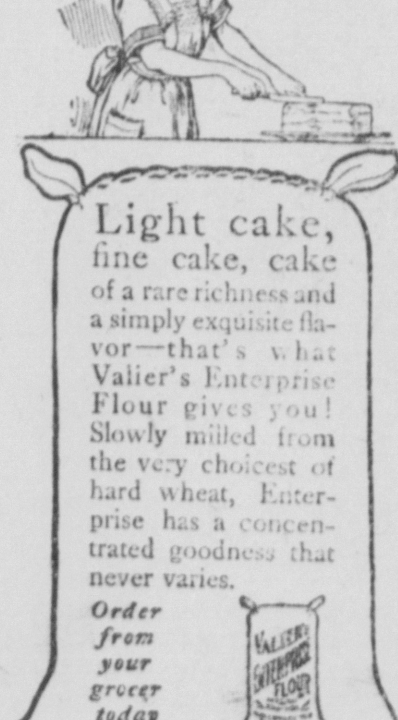 Light cake,
fine cake, cake
of a rare richness and
a simply exquisite fla-
vor—that's what
Valier's Enterprise
Flour gives you!
Slowly milled from
the very choicest of
hard wheat, Enter-
prise has a concen-
trated goodness that
never varies.
Order
from
your
grocer
today
VALIER'S
ENTERPRISE
FLOUR